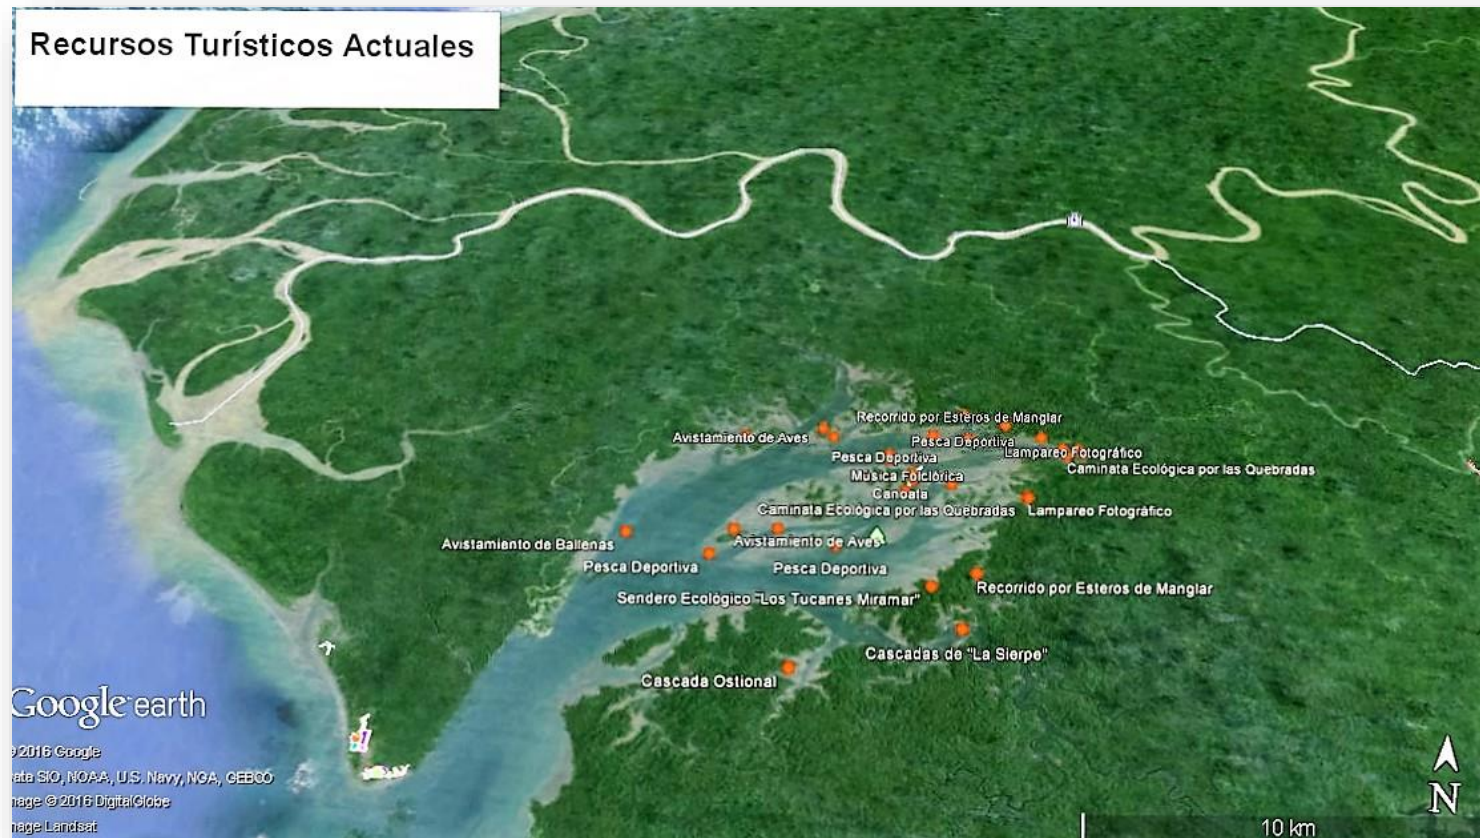 Recursos Turísticos Actuales
Recorrido por Esteros de Manglar
Avistamiento de Aves
Pesca Deportiva
Lampareo Fotográfico
Pesca Deportiva
Caminata Ecológica por las Quebradas
Música Folclórica
Canoata
Caminata Ecológica por las Quebradas
Lampareo Fotográfico
Avistamiento de Ballenas
Avistamiento de Aves
Pesca Deportiva
Pesca Deportiva
Recorrido por Esteros de Manglar
Sendero Ecológico "Los Tucanes Miramar"
Cascadas de "La Sierpe"
Cascada Ostional
Google earth
2016 Google
ata SIO, NOAA, U.S. Navy, NGA, GEBCO
mage © 2016 DigitalGlobe
mage Landsat
N
10 km